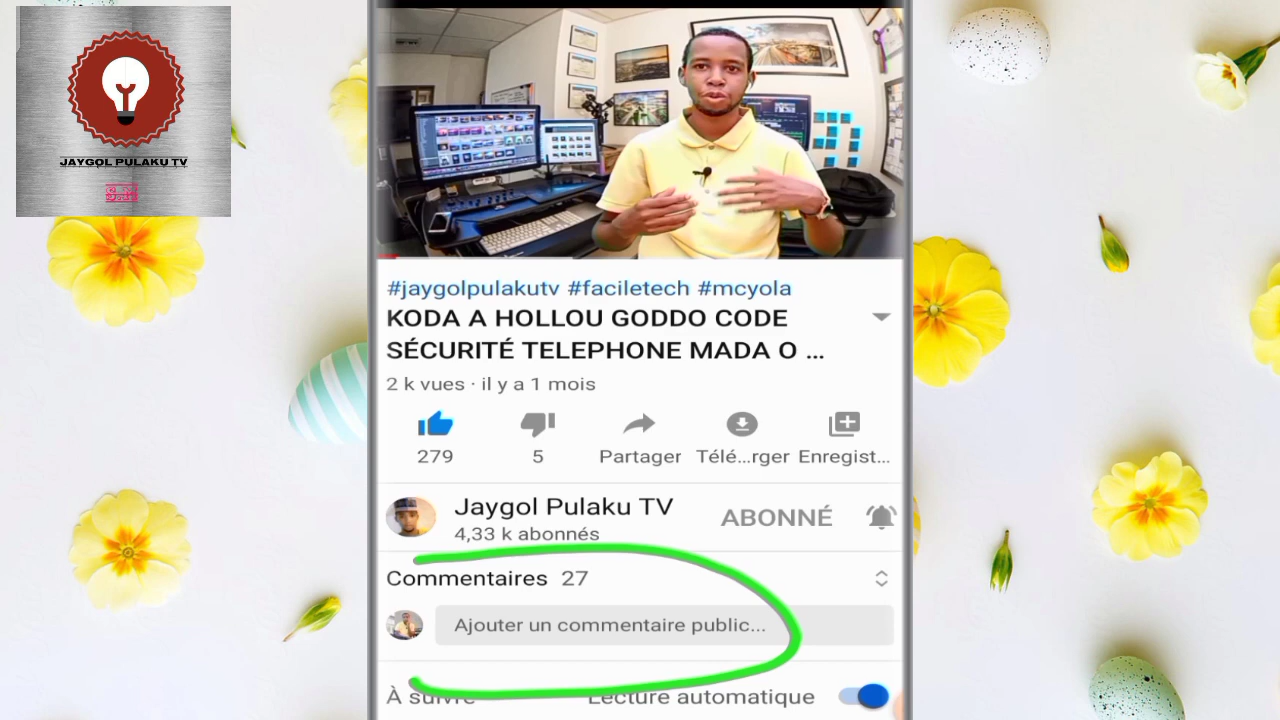 JAYGOL PULAKU TV
S.M
#jaygolpulakutv #faciletech #mcyola
KODA A HOLLOU GODDO CODE
SÉCURITÉ TELEPHONE MADA O ...
2 k vues · il y a 1 mois
279
5
Partager
Télé…rger
Enregist…
Jaygol Pulaku TV
ABONNÉ
4,33 k abonnés
Commentaires 27
Ajouter un commentaire public...
À suivre
Lecture automatique